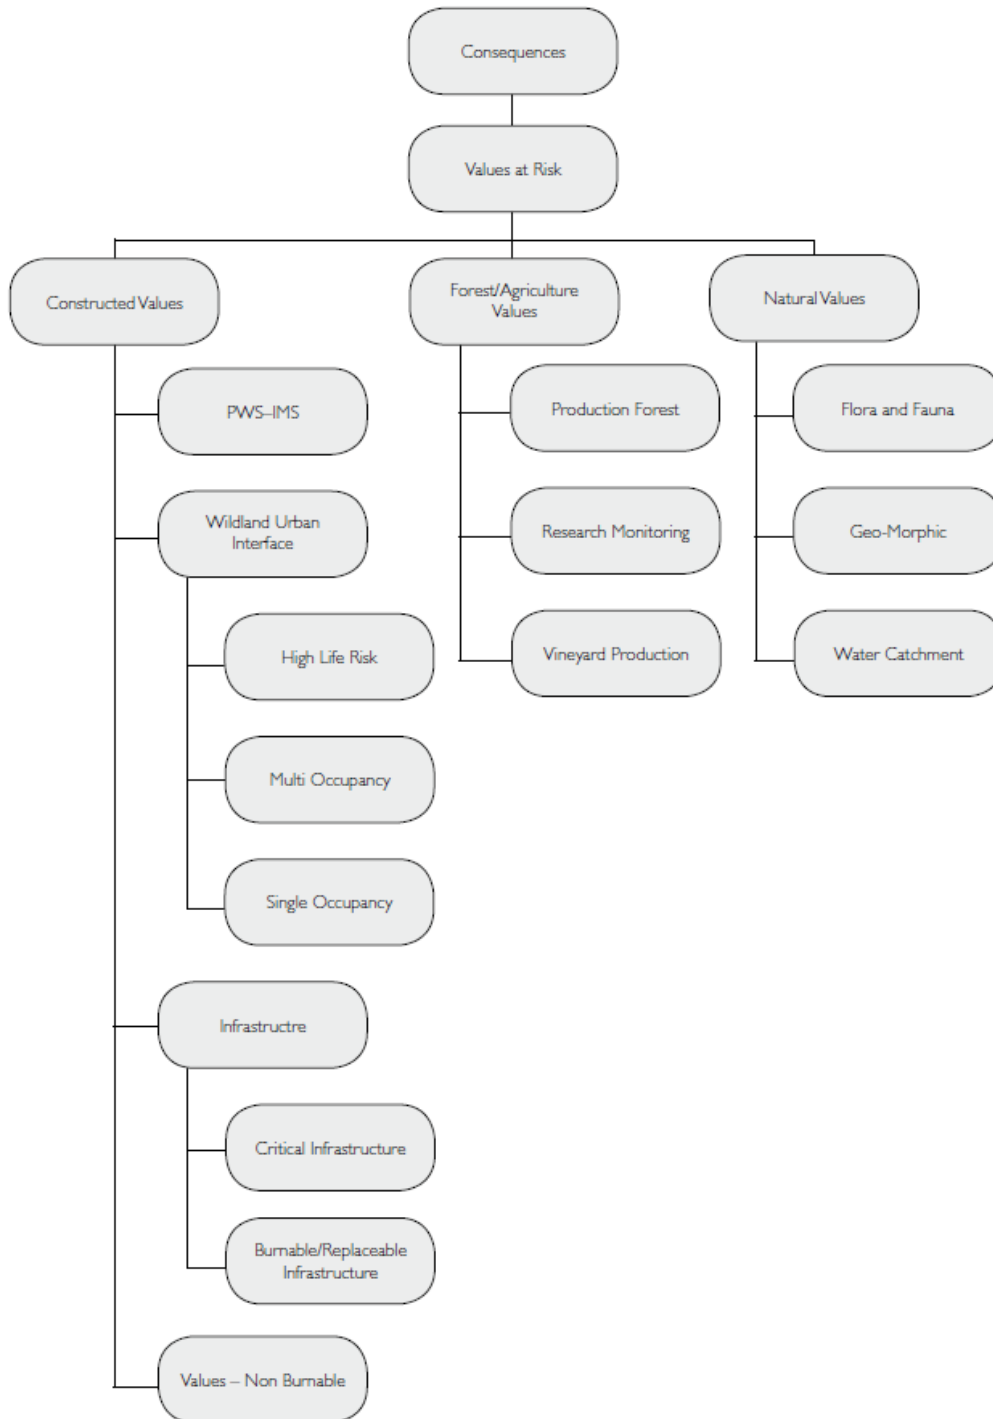 Consequences
Values at Risk
Constructed Values
Forest/Agriculture
Values
Natural Values
PWS–IMS
Production Forest
Flora and Fauna
Wildland Urban
Interface
Research Monitoring
Geo-Morphic
High Life Risk
Vineyard Production
Water Catchment
Multi Occupancy
Single Occupancy
Infrastructre
Critical Infrastructure
Burnable/Replaceable
Infrastructure
Values – Non Burnable